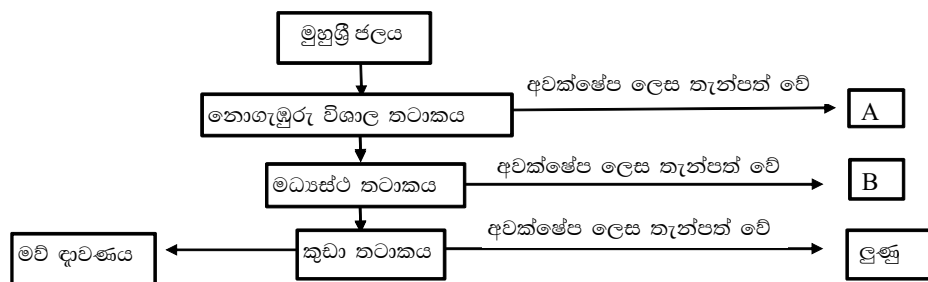 මුහුශ්‍රී ජලය
අවක්ෂේප ලෙස තැන්පත් වේ
නොගැඹුරු විශාල තටාකය
A
අවක්ෂේප ලෙස තැන්පත් වේ
මධ්‍යස්ථ තටාකය
B
අවක්ෂේප ලෙස තැන්පත් වේ
මව් ද්‍රාවණය
කුඩා තටාකය
ලුණු